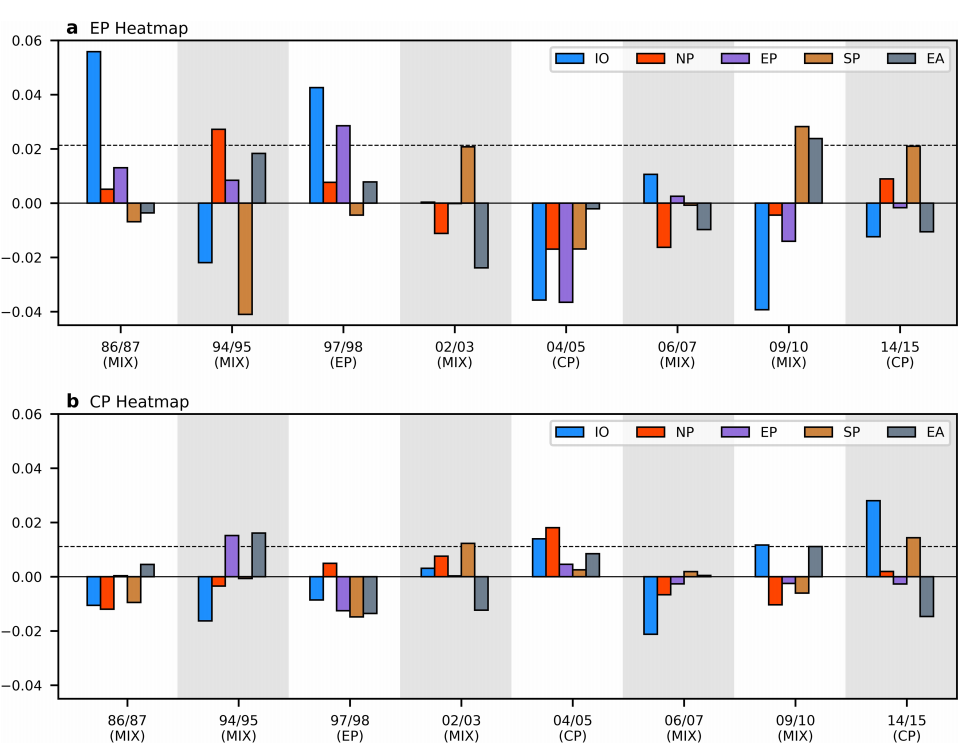 a EP Heatmap
0.06
IO NP EP SP EA
0.04
0.02
0.00
−0.02
−0.04
86/87 94/95 97/98 02/03 04/05 06/07 09/10 14/15
(MIX) (MIX) (EP) (MIX) (CP) (MIX) (MIX) (CP)
b CP Heatmap
0.06
IO NP EP SP EA
0.04
0.02
0.00
−0.02
−0.04
86/87 94/95 97/98 02/03 04/05 06/07 09/10 14/15
(MIX) (MIX) (EP) (MIX) (CP) (MIX) (MIX) (CP)